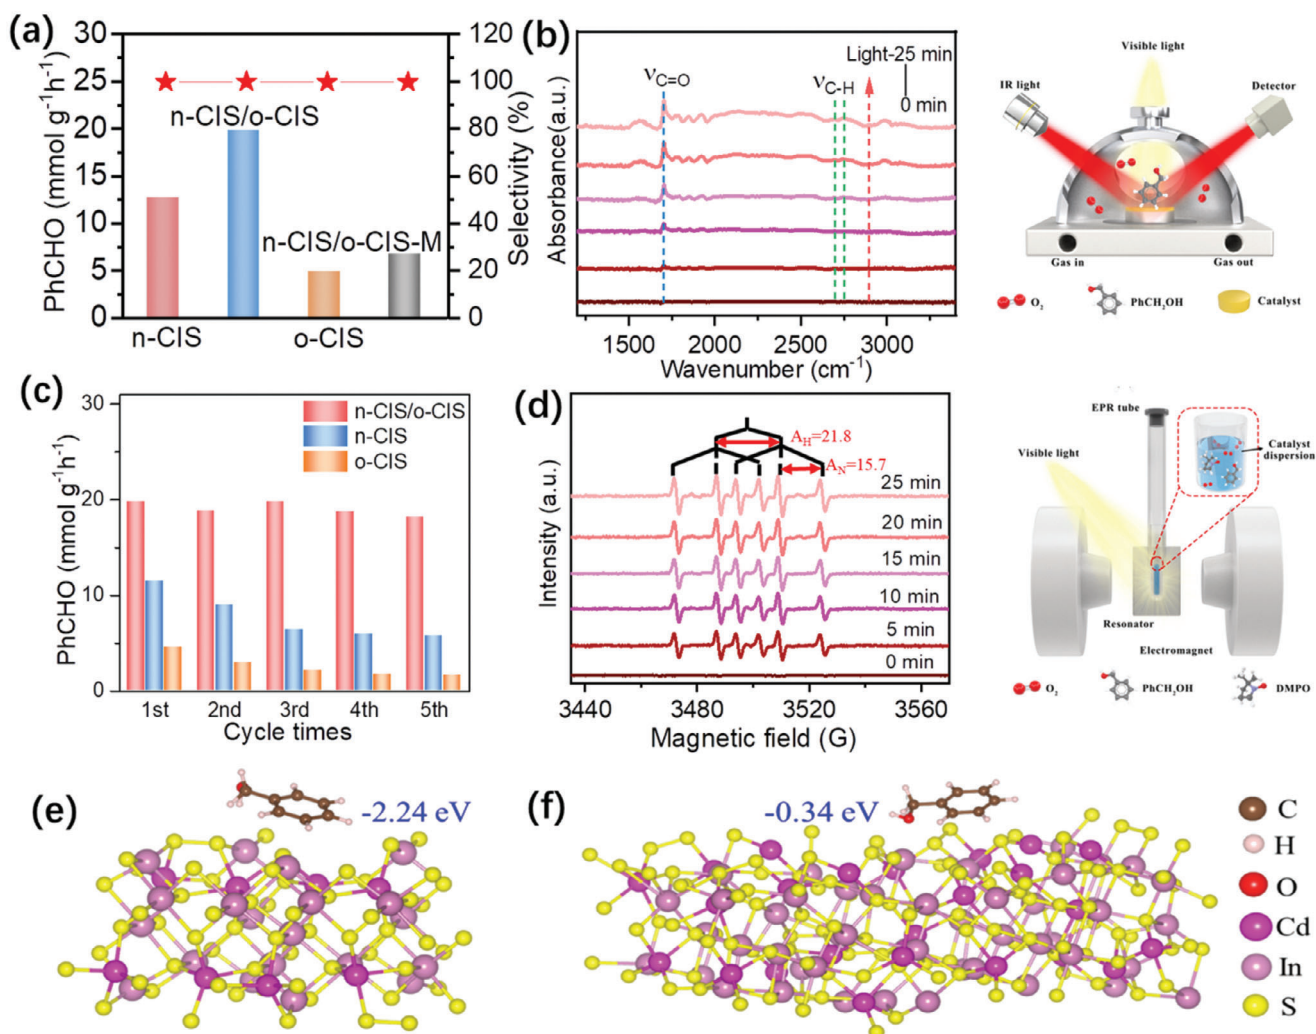 (a)
30
25
20
15
10
5
0
PhCHO (mmol g⁻¹h⁻¹)
n-CIS/o-CIS
n-CIS/o-CIS-M
n-CIS
o-CIS
120
100
80
60
40
20
0
Selectivity (%)
(b)
νC=O
νC-H
Light-25 min
0 min
Absorbance(a.u.)
1500 2000 2500 3000
Wavenumber (cm⁻¹)
Visible light
IR light
Detector
Gas in
Gas out
O₂
PhCH₂OH
Catalyst
(c)
30
20
10
0
PhCHO (mmol g⁻¹h⁻¹)
n-CIS/o-CIS
n-CIS
o-CIS
1st 2nd 3rd 4th 5th
Cycle times
(d)
A_H=21.8
A_N=15.7
25 min
20 min
15 min
10 min
5 min
0 min
Intensity (a.u.)
3440 3480 3520 3560
Magnetic field (G)
EPR tube
Visible light
Catalyst
dispersion
Resonator
Electromagnet
O₂
PhCH₂OH
DMPO
(e)
-2.24 eV
(f)
-0.34 eV
C
H
O
Cd
In
S